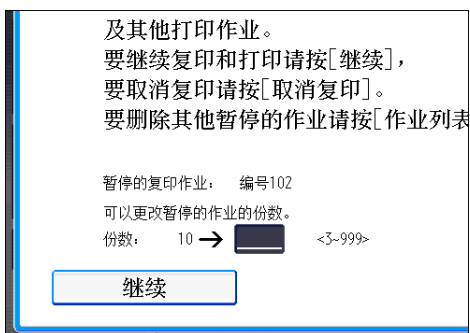 及其他打印作业。
要继续复印和打印请按[继续]，
要取消复印请按[取消复印]。
要删除其他暂停的作业请按[作业列表
暂停的复印作业： 编号102
可以更改暂停的作业的份数。
份数： 10 → <3~999>
继续